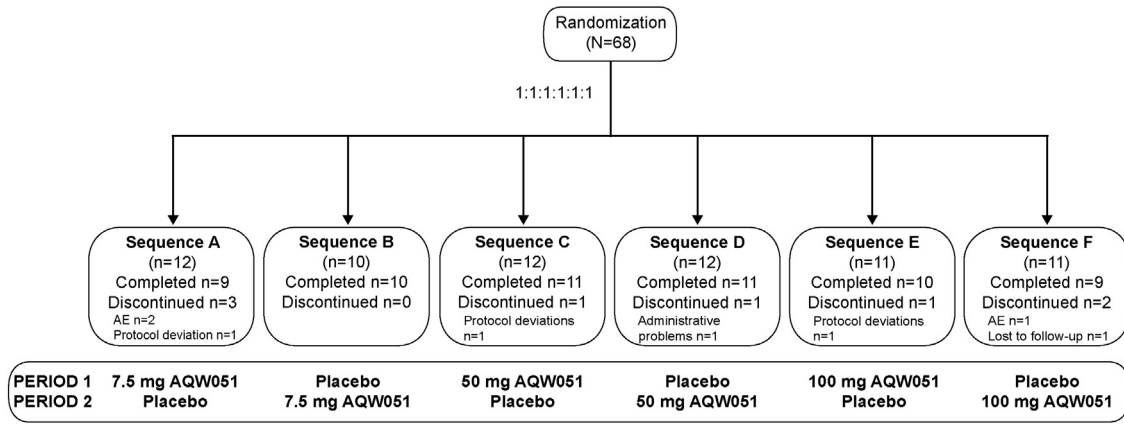 Randomization
(N=68)
1:1:1:1:1:1
Sequence A
(n=12)
Completed n=9
Discontinued n=3
AE n=2
Protocol deviation n=1
Sequence B
(n=10)
Completed n=10
Discontinued n=0
Sequence C
(n=12)
Completed n=11
Discontinued n=1
Protocol deviations
n=1
Sequence D
(n=12)
Completed n=11
Discontinued n=1
Administrative
problems n=1
Sequence E
(n=11)
Completed n=10
Discontinued n=1
Protocol deviations
n=1
Sequence F
(n=11)
Completed n=9
Discontinued n=2
AE n=1
Lost to follow-up n=1
PERIOD 1 7.5 mg AQW051 Placebo 50 mg AQW051 Placebo 100 mg AQW051 Placebo
PERIOD 2 Placebo 7.5 mg AQW051 Placebo 50 mg AQW051 Placebo 100 mg AQW051